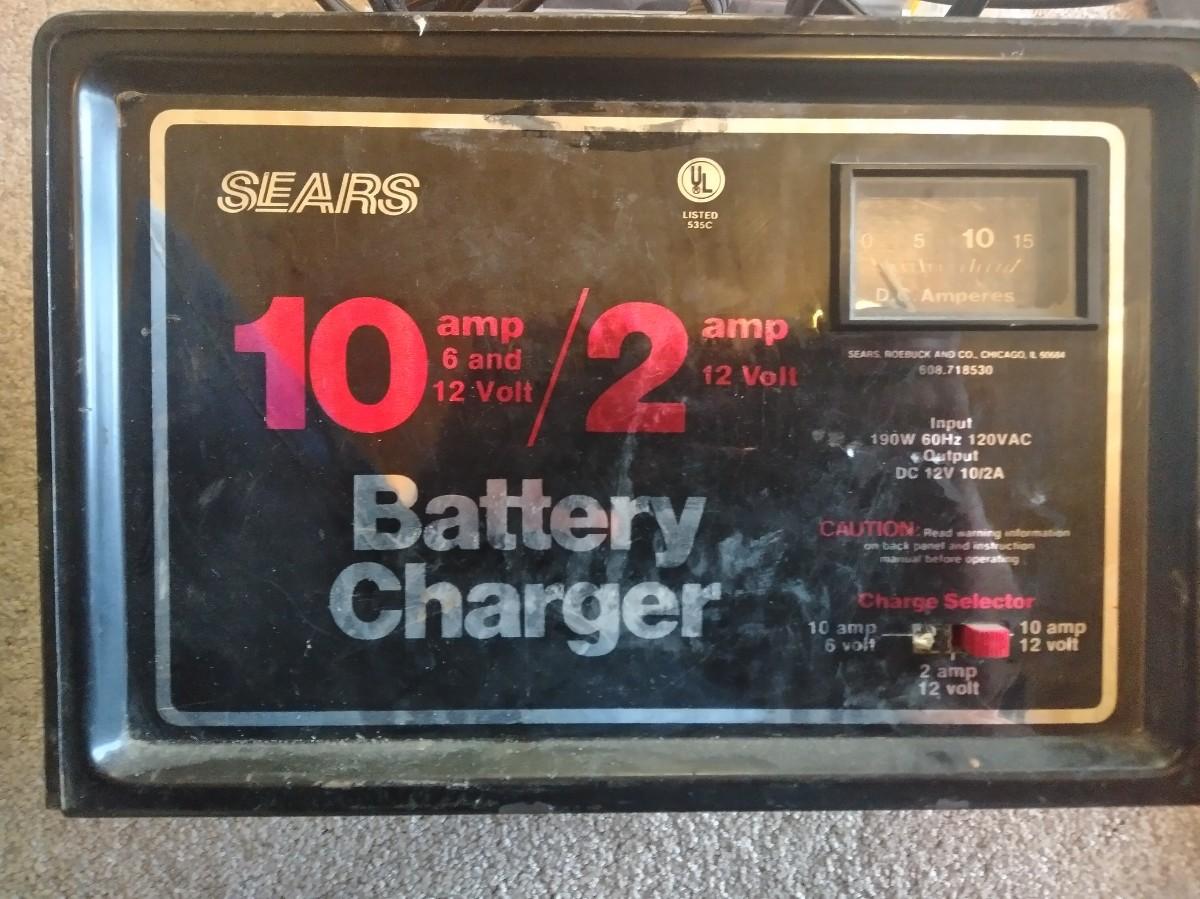 SEARS
UL
LISTED
535C
0 5 10 15
D.C. Amperes
10 amp 6 and 12 Volt / 2 amp 12 Volt
SEARS, ROEBUCK AND CO., CHICAGO, IL 60684
608.718530
Input
190W 60Hz 120VAC
Output
DC 12V 10/2A
Battery
Charger
CAUTION: Read warning information
on back panel and instruction
manual before operating
Charge Selector
10 amp
6 volt
10 amp
12 volt
2 amp
12 volt